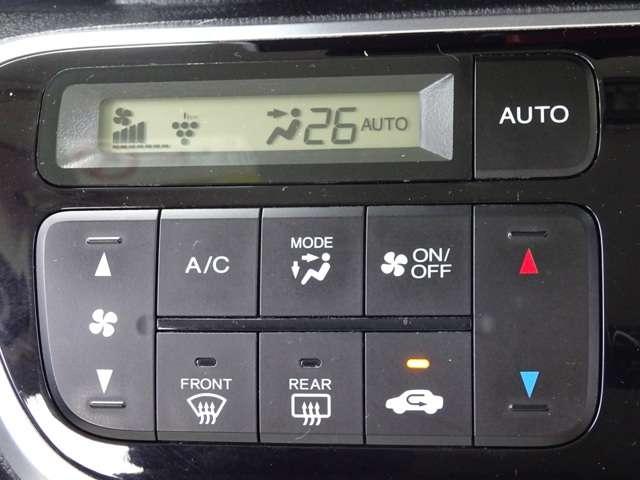 26 AUTO
AUTO
A/C
MODE
ON/
OFF
FRONT
REAR